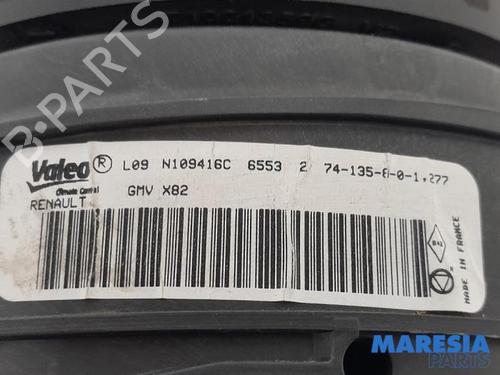 Valeo® L09 N109416C 6553 2 74-135-8-0-1,277
Climate Control
GMV X82
RENAULT
MADE IN FRANCE
B-PARTS
MARESIA
PARTS